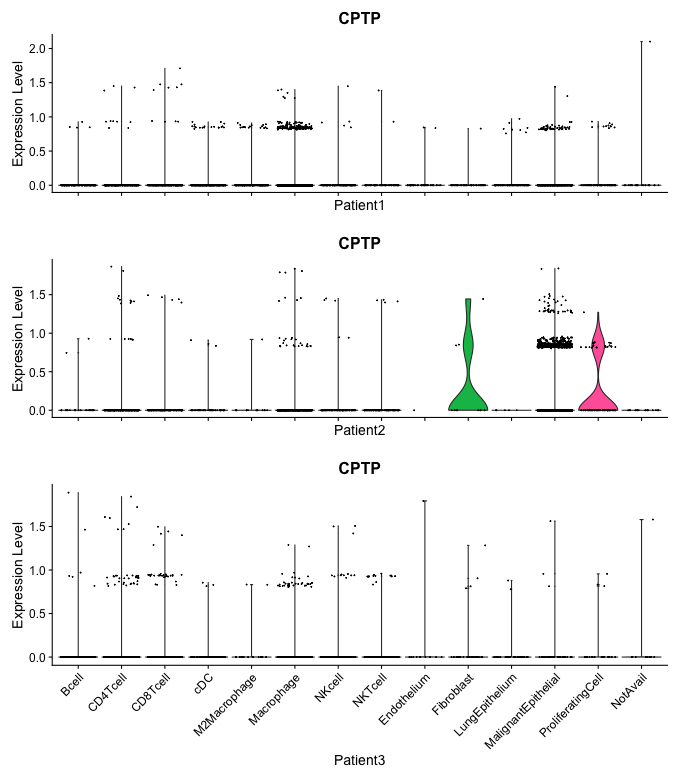 CPTP
Expression Level
2.0
1.5
1.0
0.5
0.0
Patient1
CPTP
Expression Level
1.5
1.0
0.5
0.0
Patient2
CPTP
Expression Level
1.5
1.0
0.5
0.0
Bcell
CD4Tcell
CD8Tcell
cDC
M2Macrophage
Macrophage
NKcell
NKTcell
Endothelium
Fibroblast
LungEpithelium
MalignantEpithelial
ProliferatingCell
NotAvail
Patient3